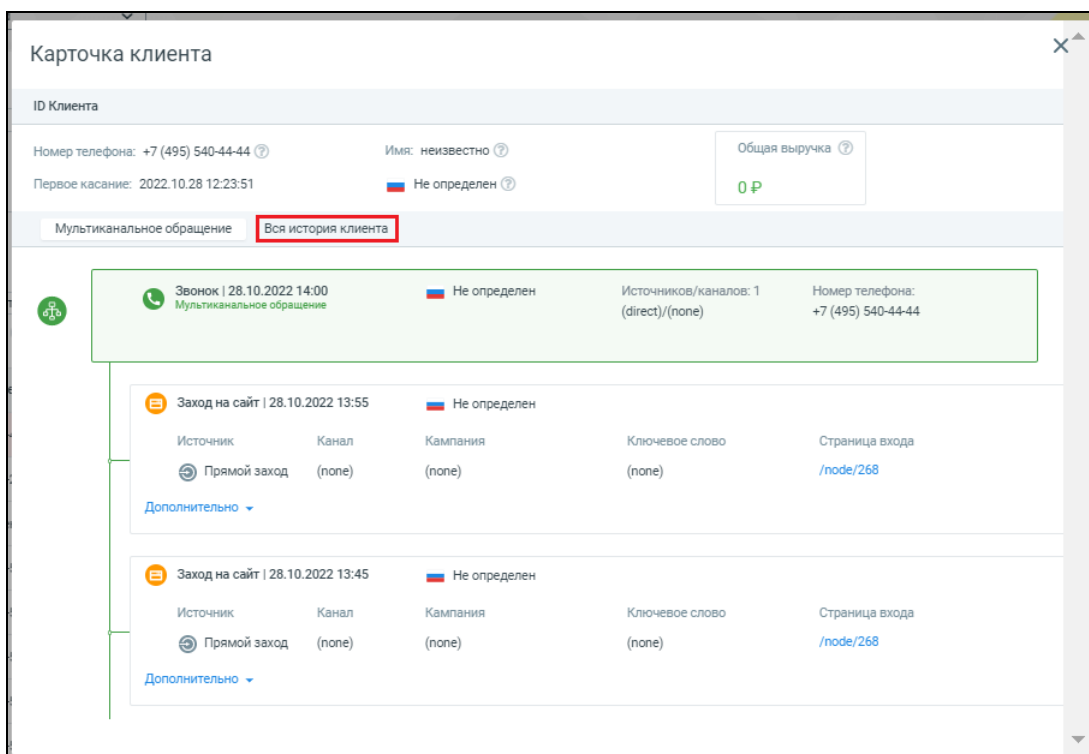 Карточка клиента
ID Клиента
Номер телефона: +7 (495) 540-44-44
Имя: неизвестно
Общая выручка
Первое касание: 2022.10.28 12:23:51
Не определен
0 ₽
Мультиканальное обращение
Вся история клиента
Звонок | 28.10.2022 14:00
Мультиканальное обращение
Не определен
Источников/каналов: 1
(direct)/(none)
Номер телефона:
+7 (495) 540-44-44
Заход на сайт | 28.10.2022 13:55
Не определен
Источник Канал Кампания Ключевое слово Страница входа
Прямой заход (none) (none) (none) /node/268
Дополнительно
Заход на сайт | 28.10.2022 13:45
Не определен
Источник Канал Кампания Ключевое слово Страница входа
Прямой заход (none) (none) (none) /node/268
Дополнительно